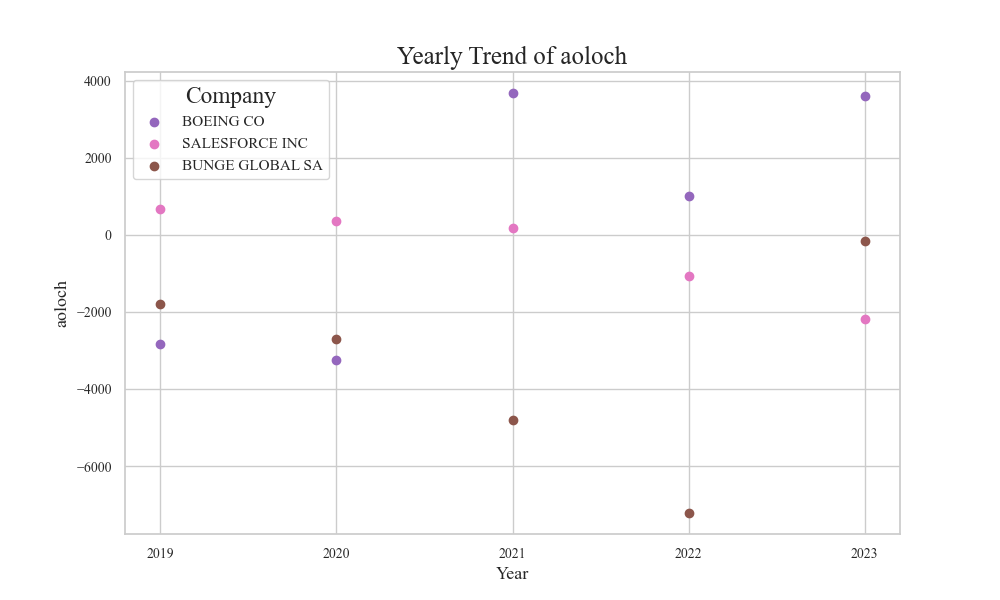 Yearly Trend of aoloch
Company
BOEING CO
SALESFORCE INC
BUNGE GLOBAL SA
4000
2000
0
−2000
−4000
−6000
aoloch
2019 2020 2021 2022 2023
Year